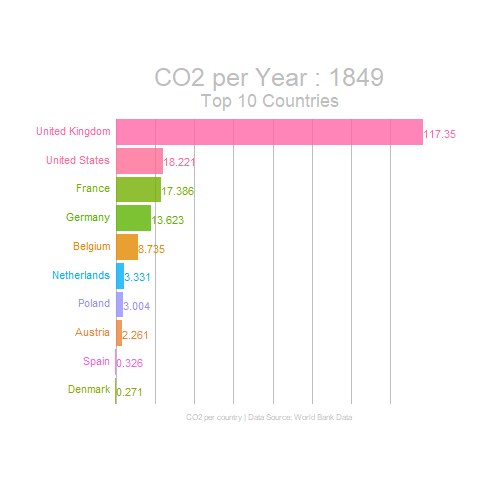 CO2 per Year : 1849
Top 10 Countries
United Kingdom 117.35
United States 18.221
France 17.386
Germany 13.623
Belgium 8.735
Netherlands 3.331
Poland 3.004
Austria 2.261
Spain 0.326
Denmark 0.271
CO2 per country | Data Source: World Bank Data